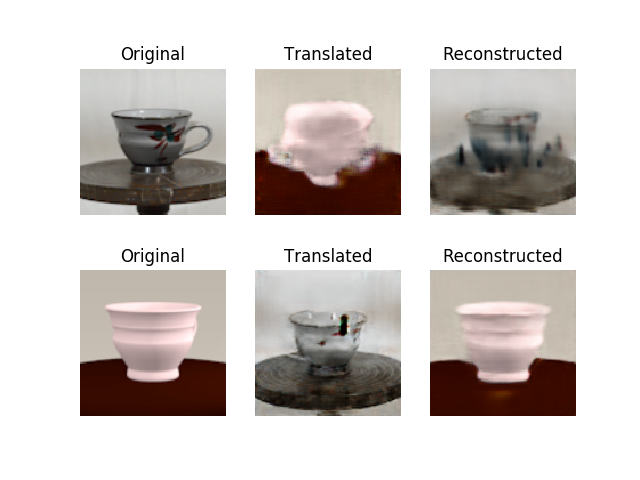 Original
Translated
Reconstructed
Original
Translated
Reconstructed